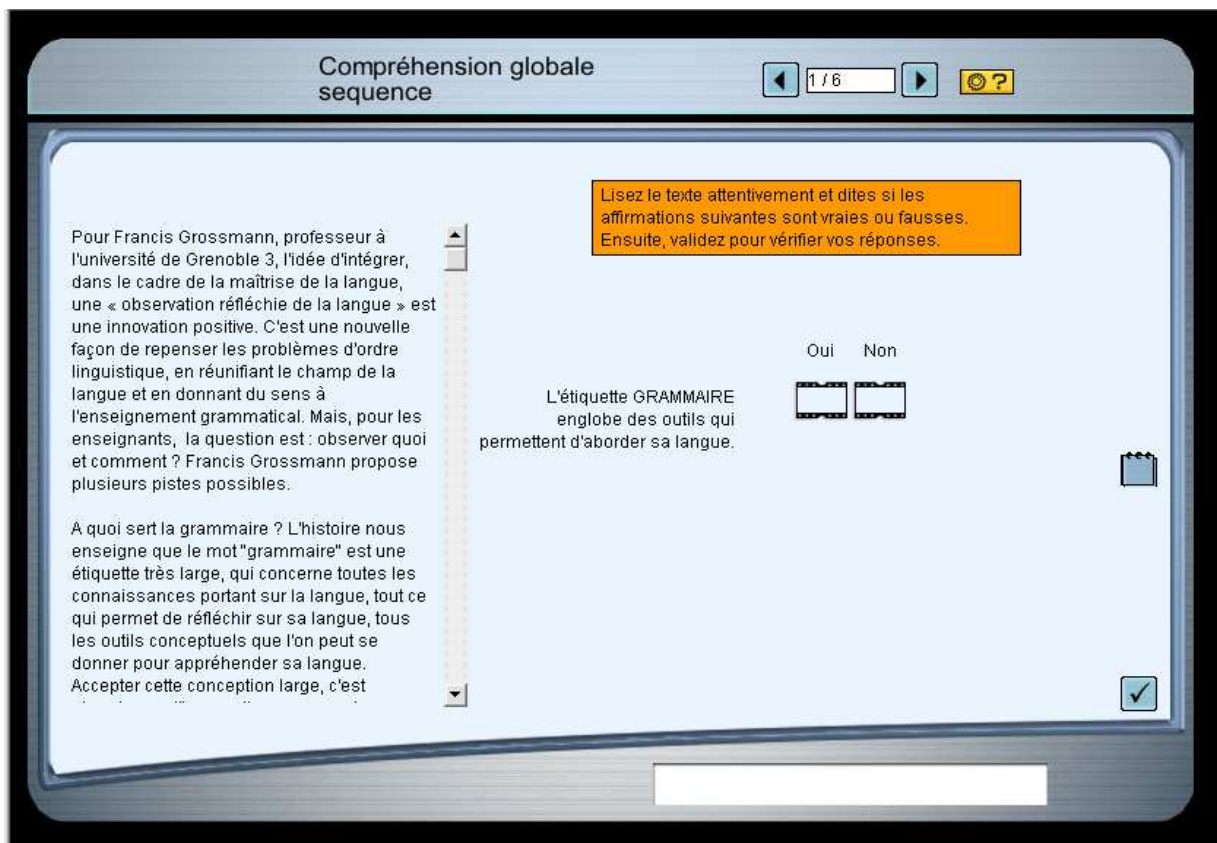 Compréhension globale
sequence
1 / 6
?
Lisez le texte attentivement et dites si les
affirmations suivantes sont vraies ou fausses.
Ensuite, validez pour vérifier vos réponses.
Pour Francis Grossmann, professeur à
l'université de Grenoble 3, l'idée d'intégrer,
dans le cadre de la maîtrise de la langue,
une « observation réfléchie de la langue » est
une innovation positive. C'est une nouvelle
façon de repenser les problèmes d'ordre
linguistique, en réunifiant le champ de la
langue et en donnant du sens à
l'enseignement grammatical. Mais, pour les
enseignants, la question est : observer quoi
et comment ? Francis Grossmann propose
plusieurs pistes possibles.
A quoi sert la grammaire ? L'histoire nous
enseigne que le mot "grammaire" est une
étiquette très large, qui concerne toutes les
connaissances portant sur la langue, tout ce
qui permet de réfléchir sur sa langue, tous
les outils conceptuels que l'on peut se
donner pour appréhender sa langue.
Accepter cette conception large, c'est
Oui Non
L'étiquette GRAMMAIRE
englobe des outils qui
permettent d'aborder sa langue.